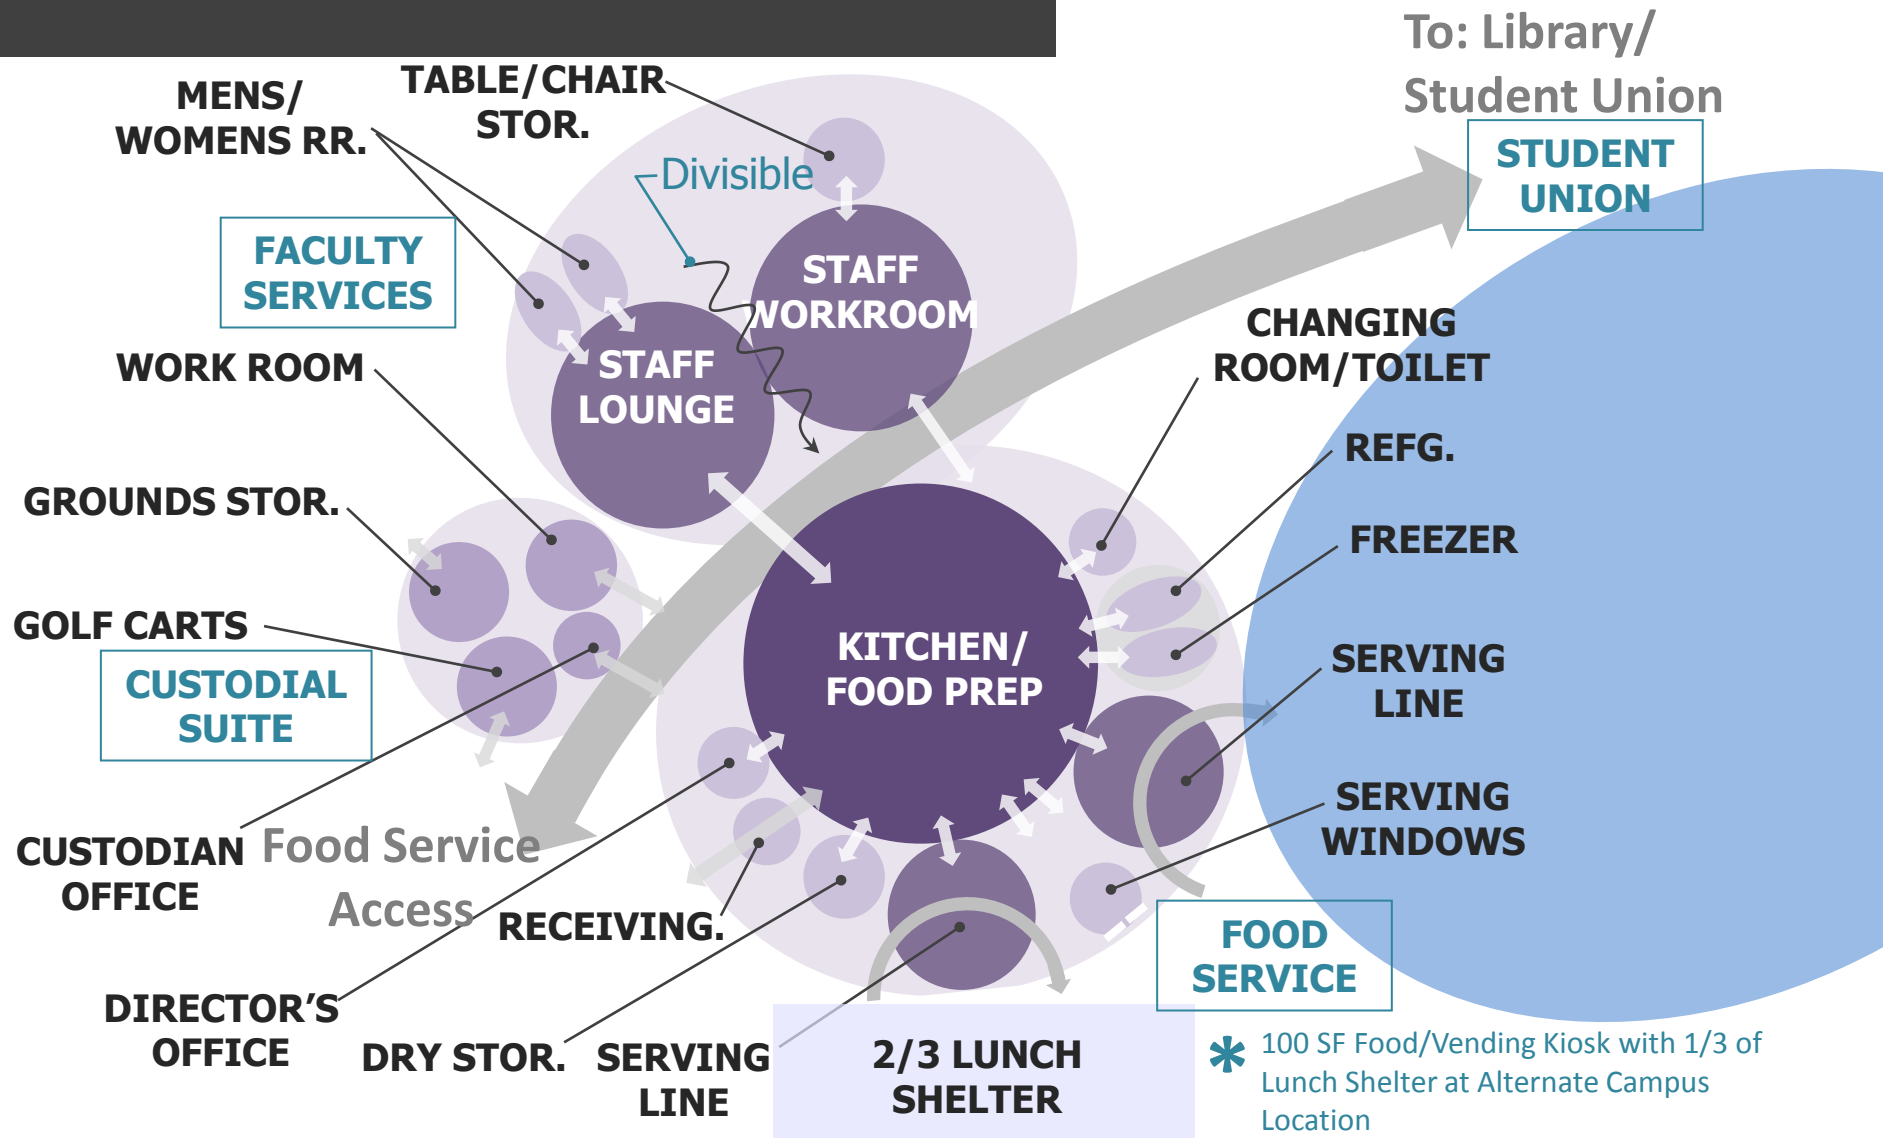 To: Library/
Student Union
TABLE/CHAIR
STOR.
MENS/
WOMENS RR.
Divisible
STUDENT
UNION
FACULTY
SERVICES
STAFF
WORKROOM
CHANGING
ROOM/TOILET
WORK ROOM
STAFF
LOUNGE
REFG.
GROUNDS STOR.
FREEZER
GOLF CARTS
KITCHEN/
FOOD PREP
SERVING
LINE
CUSTODIAL
SUITE
SERVING
WINDOWS
CUSTODIAN
OFFICE
Food Service
Access
RECEIVING.
FOOD
SERVICE
DIRECTOR’S
OFFICE
DRY STOR.
SERVING
LINE
2/3 LUNCH
SHELTER
* 100 SF Food/Vending Kiosk with 1/3 of
Lunch Shelter at Alternate Campus
Location